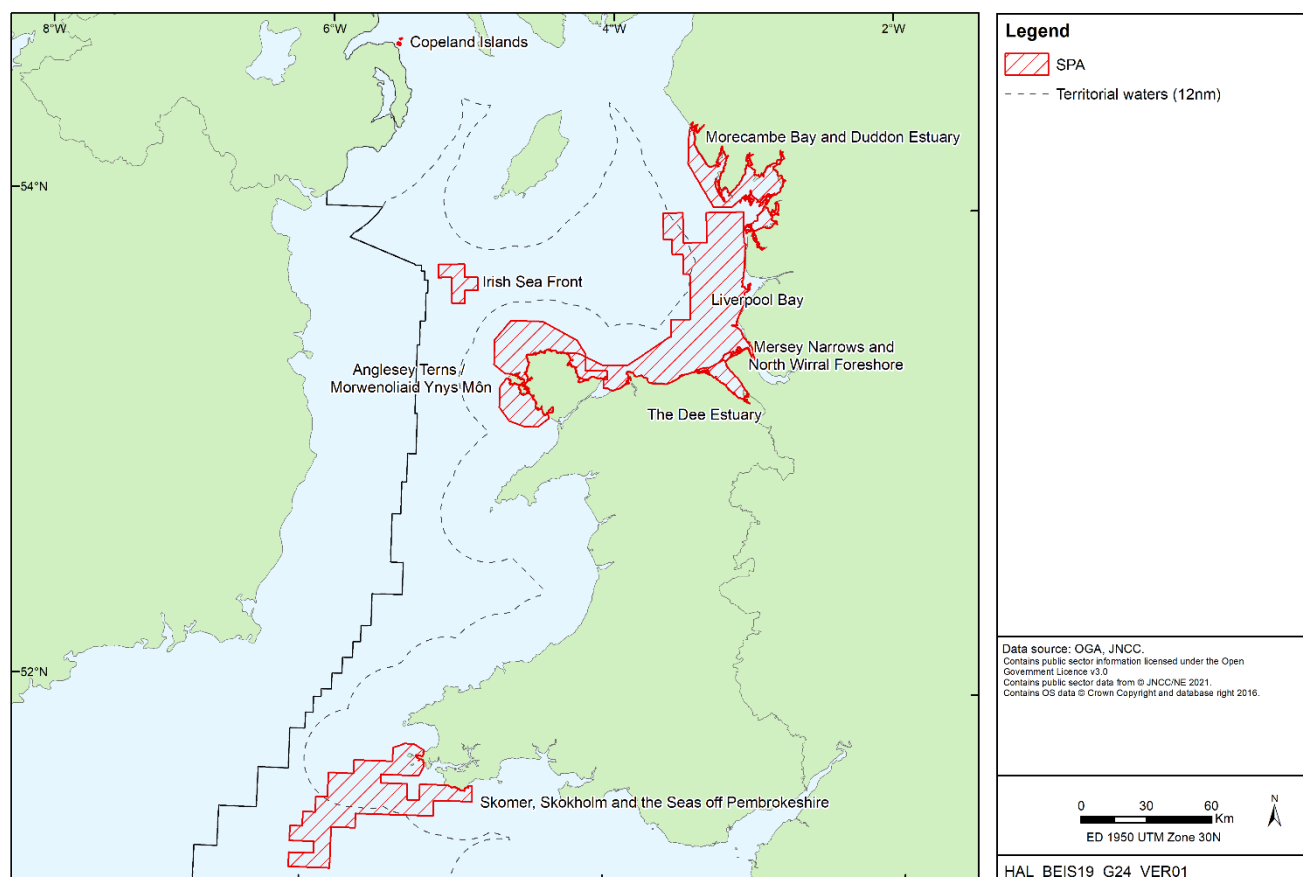 8°W
6°W
4°W
2°W
Copeland Islands
Morecambe Bay and Duddon Estuary
54°N
Irish Sea Front
Liverpool Bay
Mersey Narrows and
North Wirral Foreshore
Anglesey Terns /
Morwenoliaid Ynys Môn
The Dee Estuary
52°N
Skomer, Skokholm and the Seas off Pembrokeshire
Legend
SPA
Territorial waters (12nm)
Data source: OGA, JNCC.
Contains public sector information licensed under the Open
Government Licence v3.0
Contains public sector data from © JNCC/NE 2021.
Contains OS data © Crown Copyright and database right 2016.
0 30 60
Km
N
ED 1950 UTM Zone 30N
HAL_BEIS19_G24_VER01